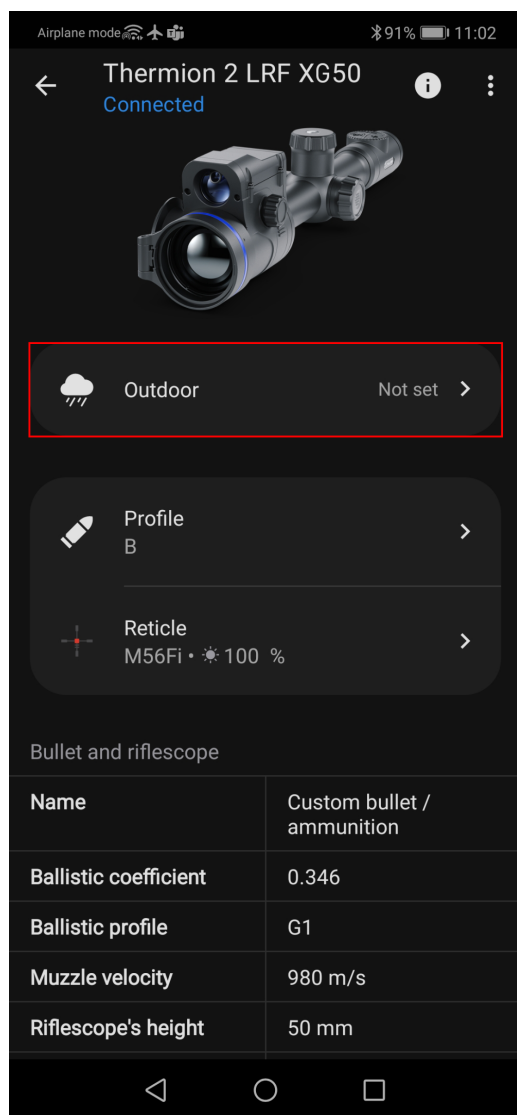 Airplane mode 91% 11:02
Thermion 2 LRF XG50
Connected
Outdoor Not set
Profile
B
Reticle
M56Fi • 100 %
Bullet and riflescope
Name Custom bullet /
ammunition
Ballistic coefficient 0.346
Ballistic profile G1
Muzzle velocity 980 m/s
Riflescope's height 50 mm